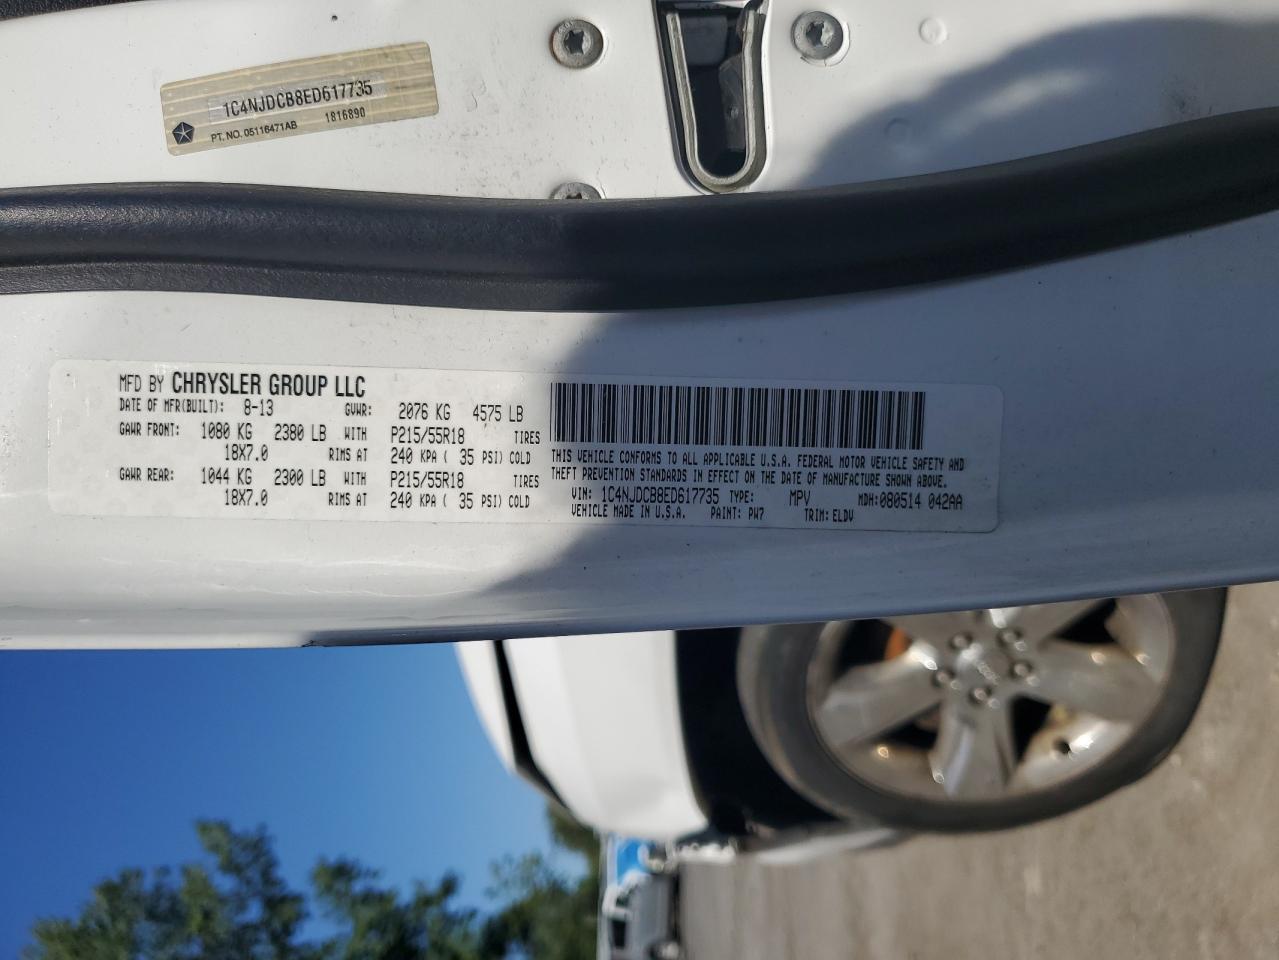 1C4NJDCB8ED617735
PT. NO. 05116471AB 1816890
MFD BY CHRYSLER GROUP LLC
DATE OF MFR(BUILT): 8-13 GVWR: 2076 KG 4575 LB
GAWR FRONT: 1080 KG 2380 LB WITH P215/55R18 TIRES
18X7.0 RIMS AT 240 KPA ( 35 PSI) COLD
GAWR REAR: 1044 KG 2300 LB WITH P215/55R18 TIRES
18X7.0 RIMS AT 240 KPA ( 35 PSI) COLD
THIS VEHICLE CONFORMS TO ALL APPLICABLE U.S.A. FEDERAL MOTOR VEHICLE SAFETY AND
THEFT PREVENTION STANDARDS IN EFFECT ON THE DATE OF MANUFACTURE SHOWN ABOVE.
VIN: 1C4NJDCB8ED617735 TYPE: MPV MDH: 080514 042AA
VEHICLE MADE IN U.S.A. PAINT: PW7 TRIM: ELDV